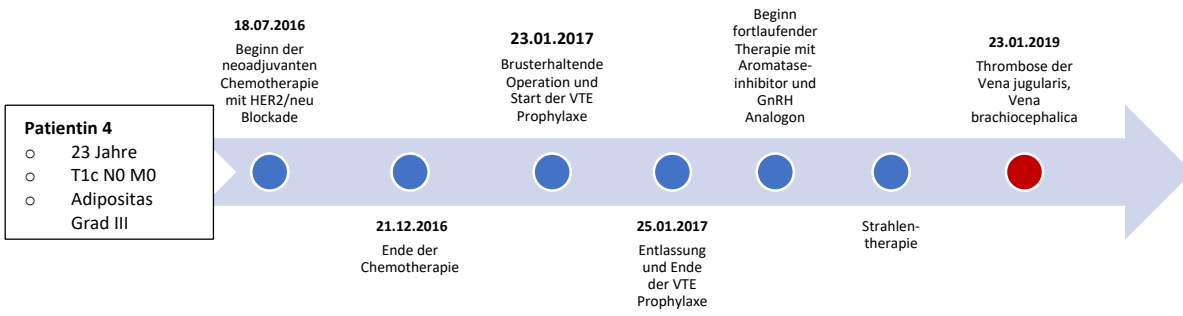 Patientin 4
o 23 Jahre
o T1c N0 M0
o Adipositas
Grad III
18.07.2016
Beginn der
neoadjuvanten
Chemotherapie
mit HER2/neu
Blockade
21.12.2016
Ende der
Chemotherapie
23.01.2017
Brusterhaltende
Operation und
Start der VTE
Prophylaxe
25.01.2017
Entlassung
und Ende
der VTE
Prophylaxe
Beginn
fortlaufender
Therapie mit
Aromatase-
inhibitor und
GnRH
Analogon
Strahlen-
therapie
23.01.2019
Thrombose der
Vena jugularis,
Vena
brachiocephalica